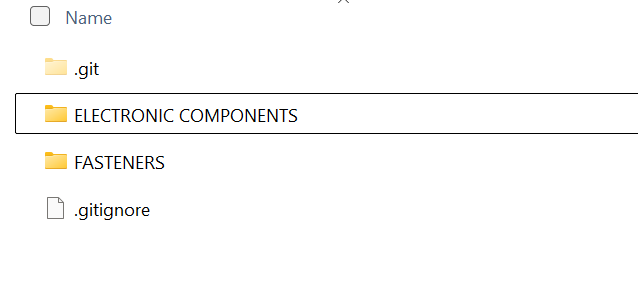 Name
.git
ELECTRONIC COMPONENTS
FASTENERS
.gitignore